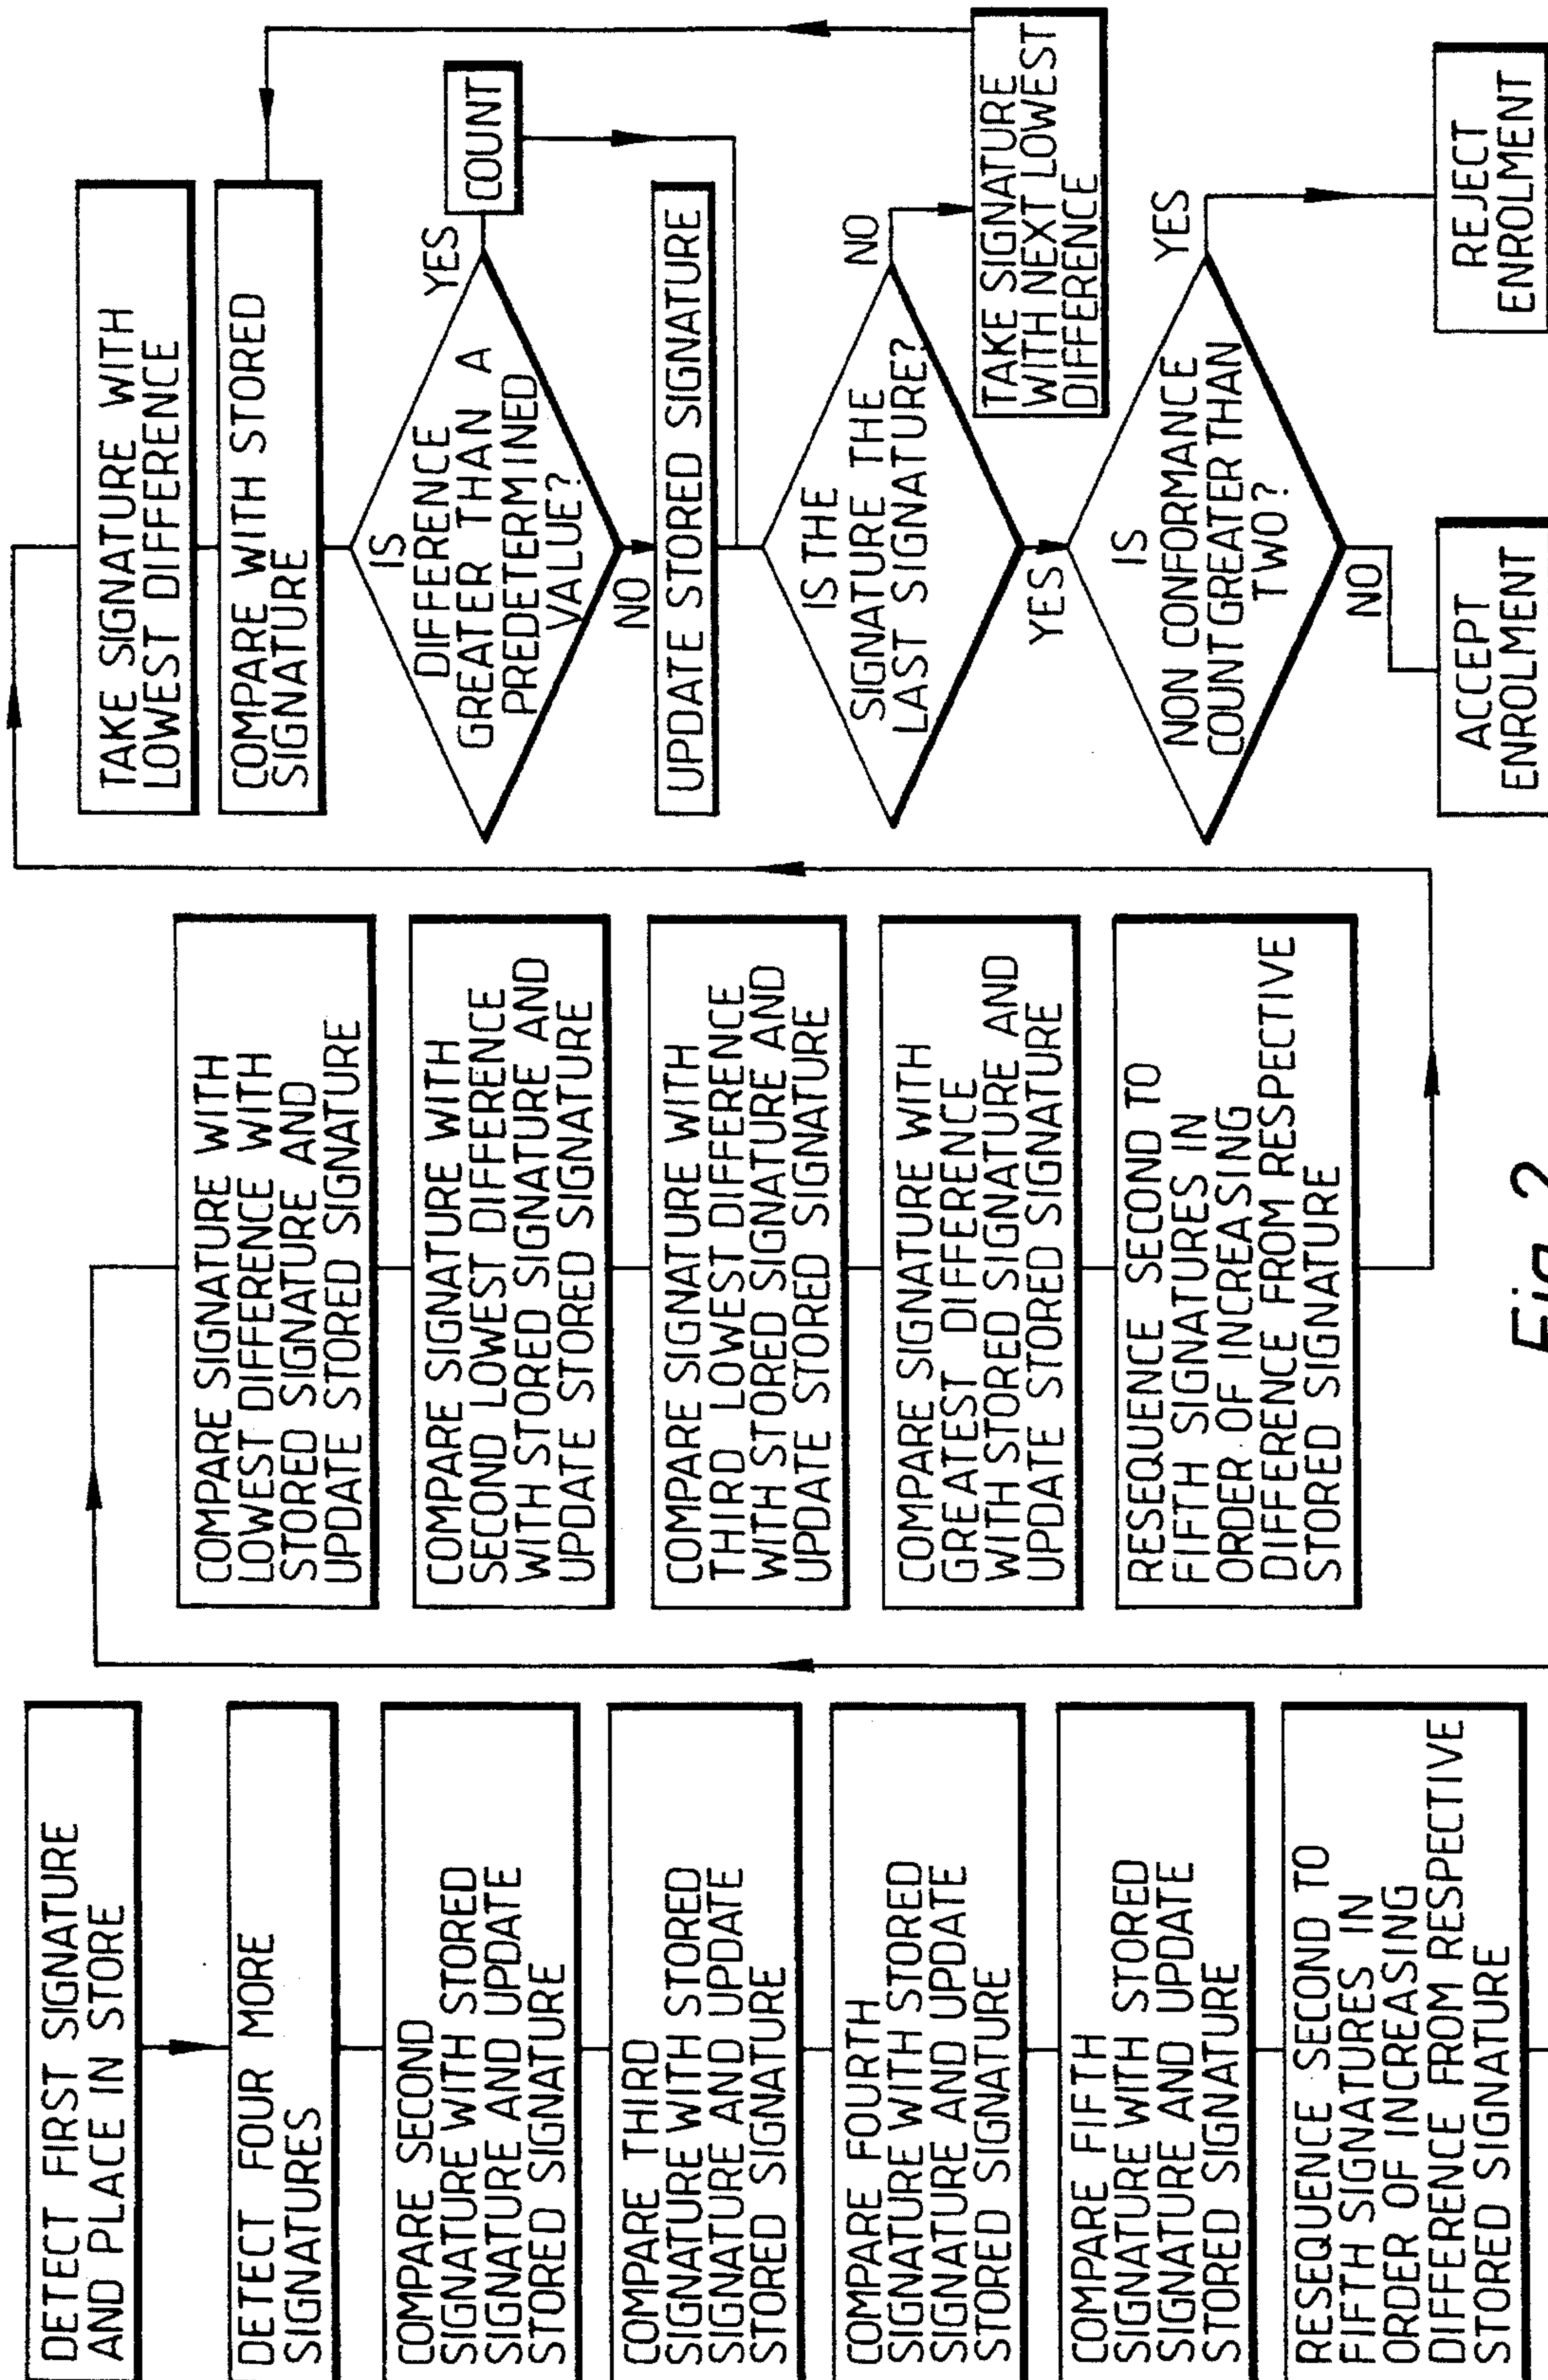 DETECT FIRST SIGNATURE
AND PLACE IN STORE
DETECT FOUR MORE
SIGNATURES
COMPARE SECOND
SIGNATURE WITH STORED
SIGNATURE AND UPDATE
STORED SIGNATURE
COMPARE THIRD
SIGNATURE WITH STORED
SIGNATURE AND UPDATE
STORED SIGNATURE
COMPARE FOURTH
SIGNATURE WITH STORED
SIGNATURE AND UPDATE
STORED SIGNATURE
COMPARE FIFTH
SIGNATURE WITH STORED
SIGNATURE AND UPDATE
STORED SIGNATURE
RESEQUENCE SECOND TO
FIFTH SIGNATURES IN
ORDER OF INCREASING
DIFFERENCE FROM RESPECTIVE
STORED SIGNATURE
COMPARE SIGNATURE WITH
LOWEST DIFFERENCE WITH
STORED SIGNATURE AND
UPDATE STORED SIGNATURE
COMPARE SIGNATURE WITH
SECOND LOWEST DIFFERENCE
WITH STORED SIGNATURE AND
UPDATE STORED SIGNATURE
COMPARE SIGNATURE WITH
THIRD LOWEST DIFFERENCE
WITH STORED SIGNATURE AND
UPDATE STORED SIGNATURE
COMPARE SIGNATURE WITH
GREATEST DIFFERENCE
WITH STORED SIGNATURE AND
UPDATE STORED SIGNATURE
RESEQUENCE SECOND TO
FIFTH SIGNATURES IN
ORDER OF INCREASING
DIFFERENCE FROM RESPECTIVE
STORED SIGNATURE
TAKE SIGNATURE WITH
LOWEST DIFFERENCE
COMPARE WITH STORED
SIGNATURE
IS
DIFFERENCE
GREATER THAN A
PREDETERMINED
VALUE?
YES
COUNT
NO
UPDATE STORED SIGNATURE
IS THE
SIGNATURE THE
LAST SIGNATURE?
NO
TAKE SIGNATURE
WITH NEXT LOWEST
DIFFERENCE
YES
IS
NON CONFORMANCE
COUNT GREATER THAN
TWO?
YES
NO
ACCEPT
ENROLMENT
REJECT
ENROLMENT
Fig. 2